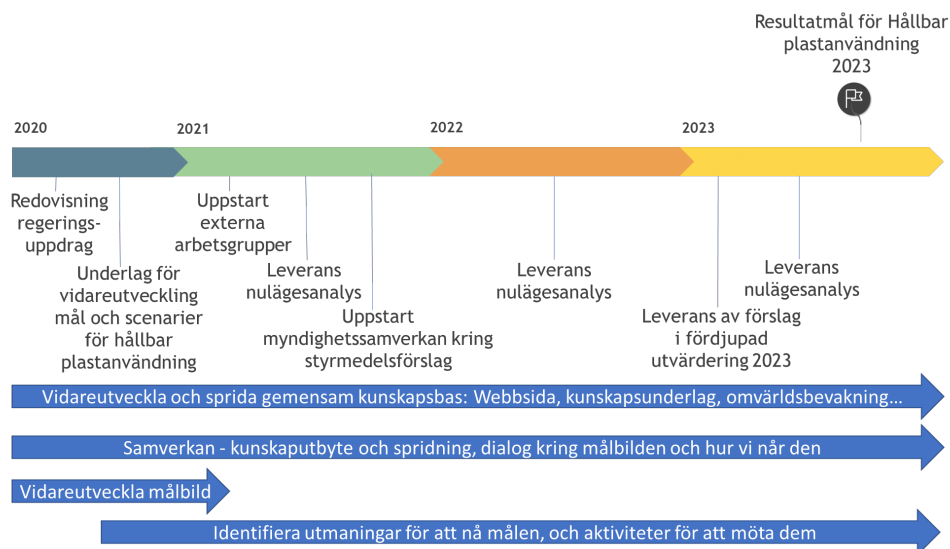 Resultatmål för Hållbar
plastanvändning
2023
2020
2021
2022
2023
Redovisning
regerings-
uppdrag
Underlag för
vidareutveckling
mål och scenarier
för hållbar
plastanvändning
Uppstart
externa
arbetsgrupper
Leverans
nulägesanalys
Uppstart
myndighetssamverkan kring
styrmedelsförslag
Leverans
nulägesanalys
Leverans av förslag
i fördjupad
utvärdering 2023
Leverans
nulägesanalys
Vidareutveckla och sprida gemensam kunskapsbas: Webbsida, kunskapsunderlag, omvärldsbevakning…
Samverkan - kunskaputbyte och spridning, dialog kring målbilden och hur vi når den
Vidareutveckla målbild
Identifiera utmaningar för att nå målen, och aktiviteter för att möta dem